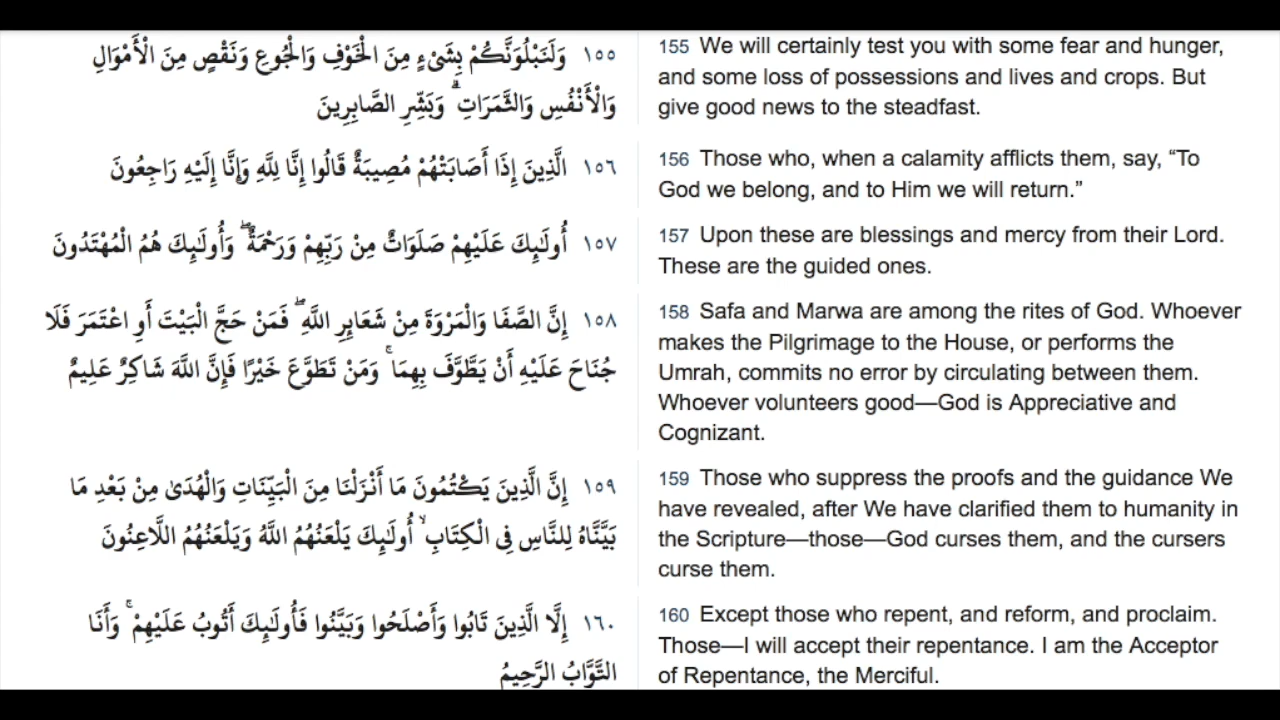 ١٥٥ وَلَنَبْلُوَنَّكُمْ بِشَيْءٍ مِنَ الْخَوْفِ وَالْجُوعِ وَنَقْصٍ مِنَ الْأَمْوَالِ
وَالْأَنْفُسِ وَالثَّمَرَاتِ ۗ وَبَشِّرِ الصَّابِرِينَ
155 We will certainly test you with some fear and hunger,
and some loss of possessions and lives and crops. But
give good news to the steadfast.
١٥٦ الَّذِينَ إِذَا أَصَابَتْهُمْ مُصِيبَةٌ قَالُوا إِنَّا لِلَّهِ وَإِنَّا إِلَيْهِ رَاجِعُونَ
156 Those who, when a calamity afflicts them, say, “To
God we belong, and to Him we will return.”
١٥٧ أُولَٰئِكَ عَلَيْهِمْ صَلَوَاتٌ مِنْ رَبِّهِمْ وَرَحْمَةٌ ۖ وَأُولَٰئِكَ هُمُ الْمُهْتَدُونَ
157 Upon these are blessings and mercy from their Lord.
These are the guided ones.
١٥٨ إِنَّ الصَّفَا وَالْمَرْوَةَ مِنْ شَعَائِرِ اللَّهِ ۖ فَمَنْ حَجَّ الْبَيْتَ أَوِ اعْتَمَرَ فَلَا
جُنَاحَ عَلَيْهِ أَنْ يَطَّوَّفَ بِهِمَا ۚ وَمَنْ تَطَوَّعَ خَيْرًا فَإِنَّ اللَّهَ شَاكِرٌ عَلِيمٌ
158 Safa and Marwa are among the rites of God. Whoever
makes the Pilgrimage to the House, or performs the
Umrah, commits no error by circulating between them.
Whoever volunteers good—God is Appreciative and
Cognizant.
١٥٩ إِنَّ الَّذِينَ يَكْتُمُونَ مَا أَنْزَلْنَا مِنَ الْبَيِّنَاتِ وَالْهُدَىٰ مِنْ بَعْدِ مَا
بَيَّنَّاهُ لِلنَّاسِ فِي الْكِتَابِ ۙ أُولَٰئِكَ يَلْعَنُهُمُ اللَّهُ وَيَلْعَنُهُمُ اللَّاعِنُونَ
159 Those who suppress the proofs and the guidance We
have revealed, after We have clarified them to humanity in
the Scripture—those—God curses them, and the cursers
curse them.
١٦٠ إِلَّا الَّذِينَ تَابُوا وَأَصْلَحُوا وَبَيَّنُوا فَأُولَٰئِكَ أَتُوبُ عَلَيْهِمْ ۚ وَأَنَا
التَّوَّابُ الرَّحِيمُ
160 Except those who repent, and reform, and proclaim.
Those—I will accept their repentance. I am the Acceptor
of Repentance, the Merciful.